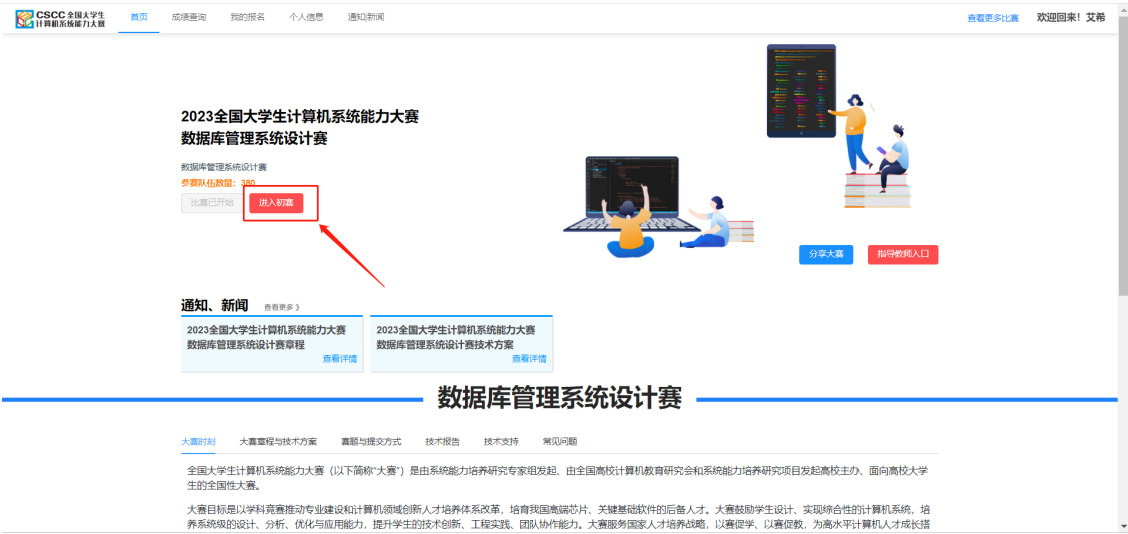 CSCC 全国大学生
计算机系统能力大赛
首页 成绩查询 我的报名 个人信息 通知新闻 查看更多比赛 欢迎回来！艾希
2023全国大学生计算机系统能力大赛
数据库管理系统设计赛
数据库管理系统设计赛
参赛队伍数量：380
比赛已开始 进入初赛
分享大赛 指导教师入口
通知、新闻 查看更多 》
2023全国大学生计算机系统能力大赛
数据库管理系统设计赛章程
查看详情
2023全国大学生计算机系统能力大赛
数据库管理系统设计赛技术方案
查看详情
数据库管理系统设计赛
大赛时刻 大赛章程与技术方案 赛题与提交方式 技术报告 技术支持 常见问题
全国大学生计算机系统能力大赛（以下简称“大赛”）是由系统能力培养研究专家组发起、由全国高校计算机教育研究会和系统能力培养研究项目发起高校主办、面向高校大学
生的全国性大赛。
大赛目标是以学科竞赛推动专业建设和计算机领域创新人才培养体系改革，培育我国高端芯片、关键基础软件的后备人才。大赛鼓励学生设计、实现综合性的计算机系统，培
养系统级的设计、分析、优化与应用能力，提升学生的技术创新、工程实践、团队协作能力。大赛服务国家人才培养战略，以赛促学、以赛促教，为高水平计算机人才成长搭